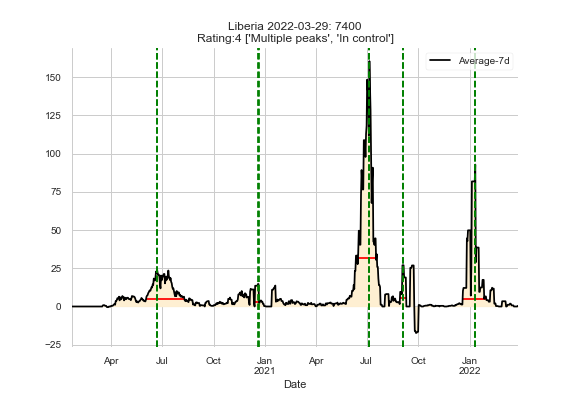 Liberia 2022-03-29: 7400
Rating:4 ['Multiple peaks', 'In control']
Average-7d
150
125
100
75
50
25
0
−25
Apr Jul Oct Jan Apr Jul Oct Jan
2021 2022
Date